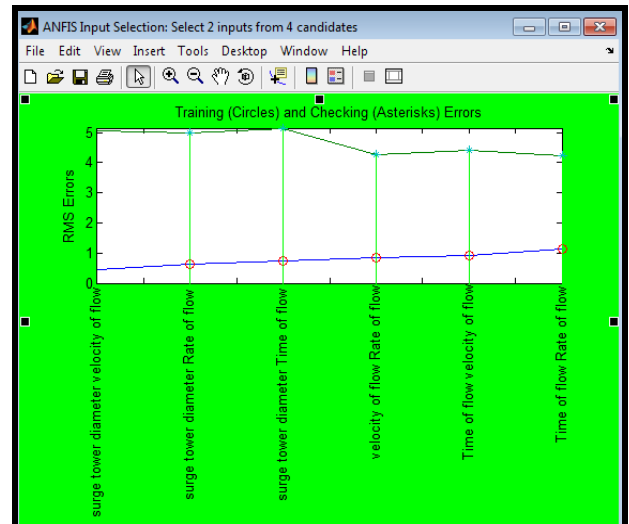 ANFIS Input Selection: Select 2 inputs from 4 candidates
File Edit View Insert Tools Desktop Window Help
Training (Circles) and Checking (Asterisks) Errors
RMS Errors
5
4
3
2
1
0
surge tower diameter velocity of flow
surge tower diameter Rate of flow
surge tower diameter Time of flow
velocity of flow Rate of flow
Time of flow velocity of flow
Time of flow Rate of flow